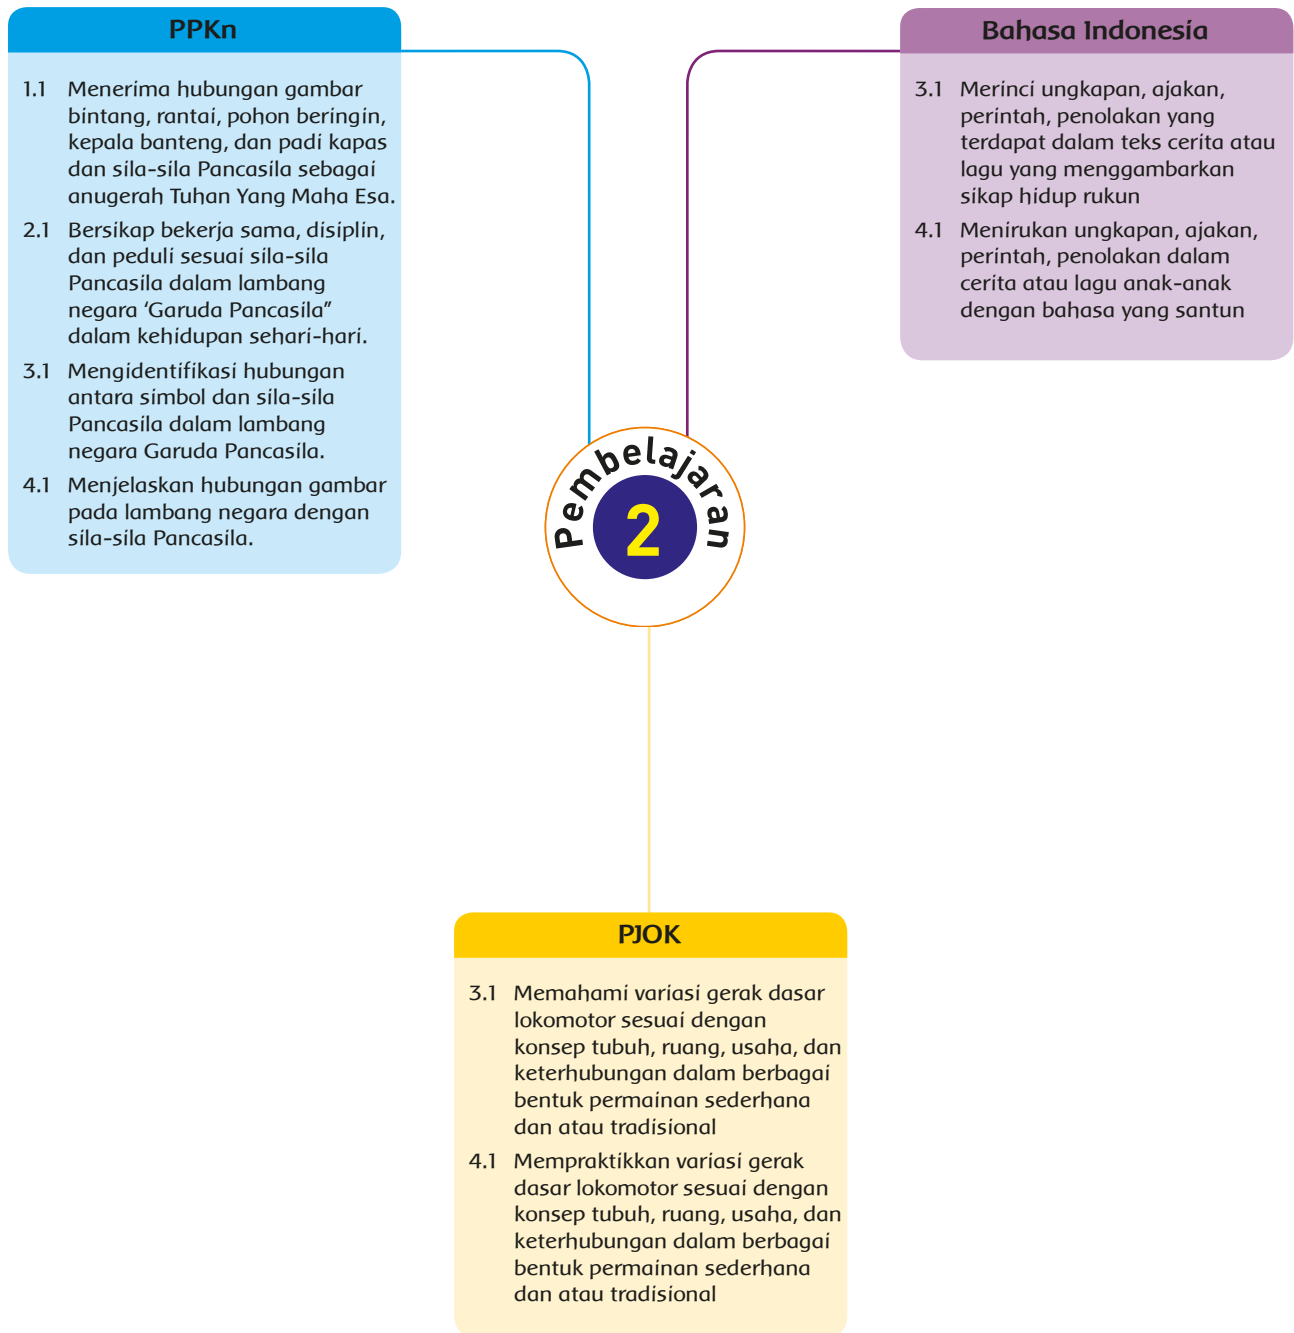 PPKn
1.1 Menerima hubungan gambar
bintang, rantai, pohon beringin,
kepala banteng, dan padi kapas
dan sila-sila Pancasila sebagai
anugerah Tuhan Yang Maha Esa.
2.1 Bersikap bekerja sama, disiplin,
dan peduli sesuai sila-sila
Pancasila dalam lambang
negara ‘Garuda Pancasila”
dalam kehidupan sehari-hari.
3.1 Mengidentifikasi hubungan
antara simbol dan sila-sila
Pancasila dalam lambang
negara Garuda Pancasila.
4.1 Menjelaskan hubungan gambar
pada lambang negara dengan
sila-sila Pancasila.
Bahasa Indonesia
3.1 Merinci ungkapan, ajakan,
perintah, penolakan yang
terdapat dalam teks cerita atau
lagu yang menggambarkan
sikap hidup rukun
4.1 Menirukan ungkapan, ajakan,
perintah, penolakan dalam
cerita atau lagu anak-anak
dengan bahasa yang santun
Pembelajaran
2
PJOK
3.1 Memahami variasi gerak dasar
lokomotor sesuai dengan
konsep tubuh, ruang, usaha, dan
keterhubungan dalam berbagai
bentuk permainan sederhana
dan atau tradisional
4.1 Mempraktikkan variasi gerak
dasar lokomotor sesuai dengan
konsep tubuh, ruang, usaha, dan
keterhubungan dalam berbagai
bentuk permainan sederhana
dan atau tradisional